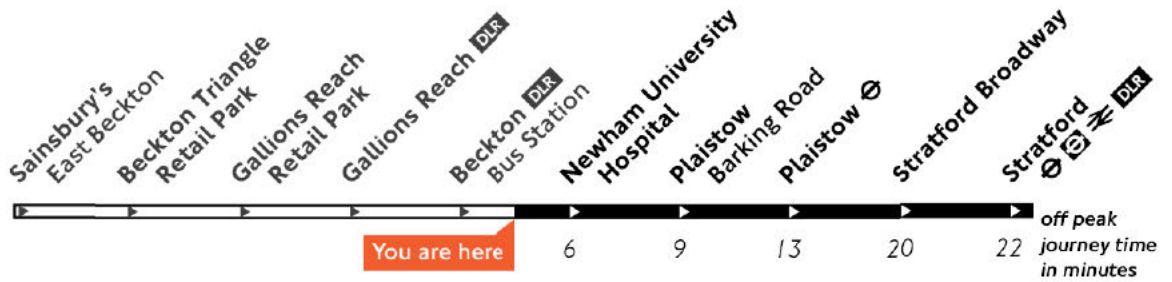 Sainsbury's
East Beckton
Beckton Triangle
Retail Park
Gallions Reach
Retail Park
Gallions Reach DLR
Beckton DLR
Bus Station
Newham University
Hospital
Plaistow
Barking Road
Plaistow
Stratford Broadway
Stratford
DLR
You are here
6
9
13
20
22
off peak
journey time
in minutes